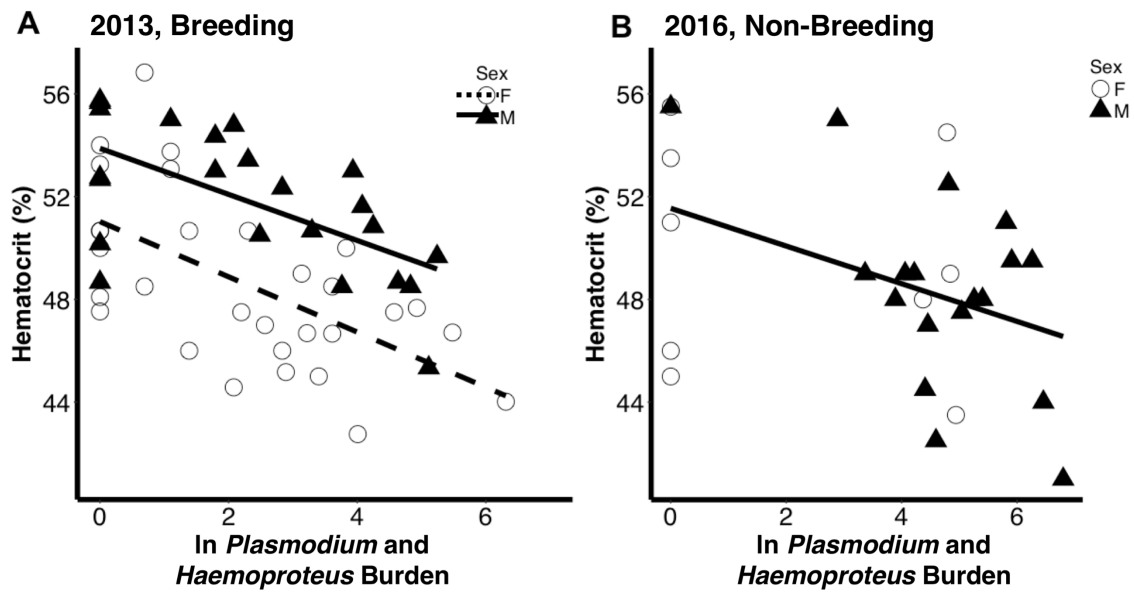 A 2013, Breeding
Sex
F
M
Hematocrit (%)
56
52
48
44
0 2 4 6
ln Plasmodium and
Haemoproteus Burden
B 2016, Non-Breeding
Sex
F
M
Hematocrit (%)
56
52
48
44
0 2 4 6
ln Plasmodium and
Haemoproteus Burden